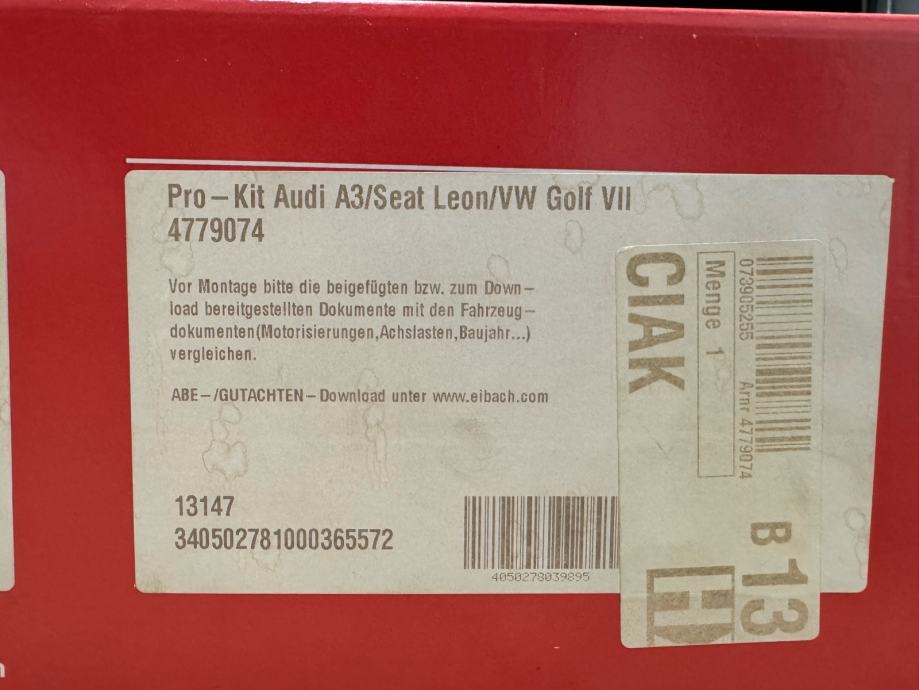 Pro-Kit Audi A3/Seat Leon/VW Golf VII
4779074
Vor Montage bitte die beigefügten bzw. zum Down-
load bereitgestellten Dokumente mit den Fahrzeug-
dokumenten(Motorisierungen,Achslasten,Baujahr...)
vergleichen.
ABE-/GUTACHTEN-Download unter www.eibach.com
13147
340502781000365572
4050278039895
CIAK
Menge 1
073905255
Arnr 4779074
B 13
H